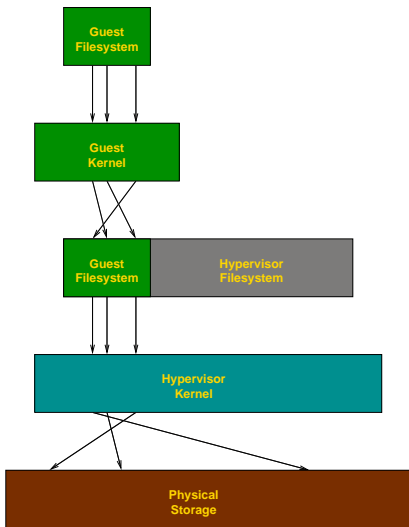 Guest
Filesystem
Guest
Kernel
Guest
Filesystem
Hypervisor
Filesystem
Hypervisor
Kernel
Physical
Storage